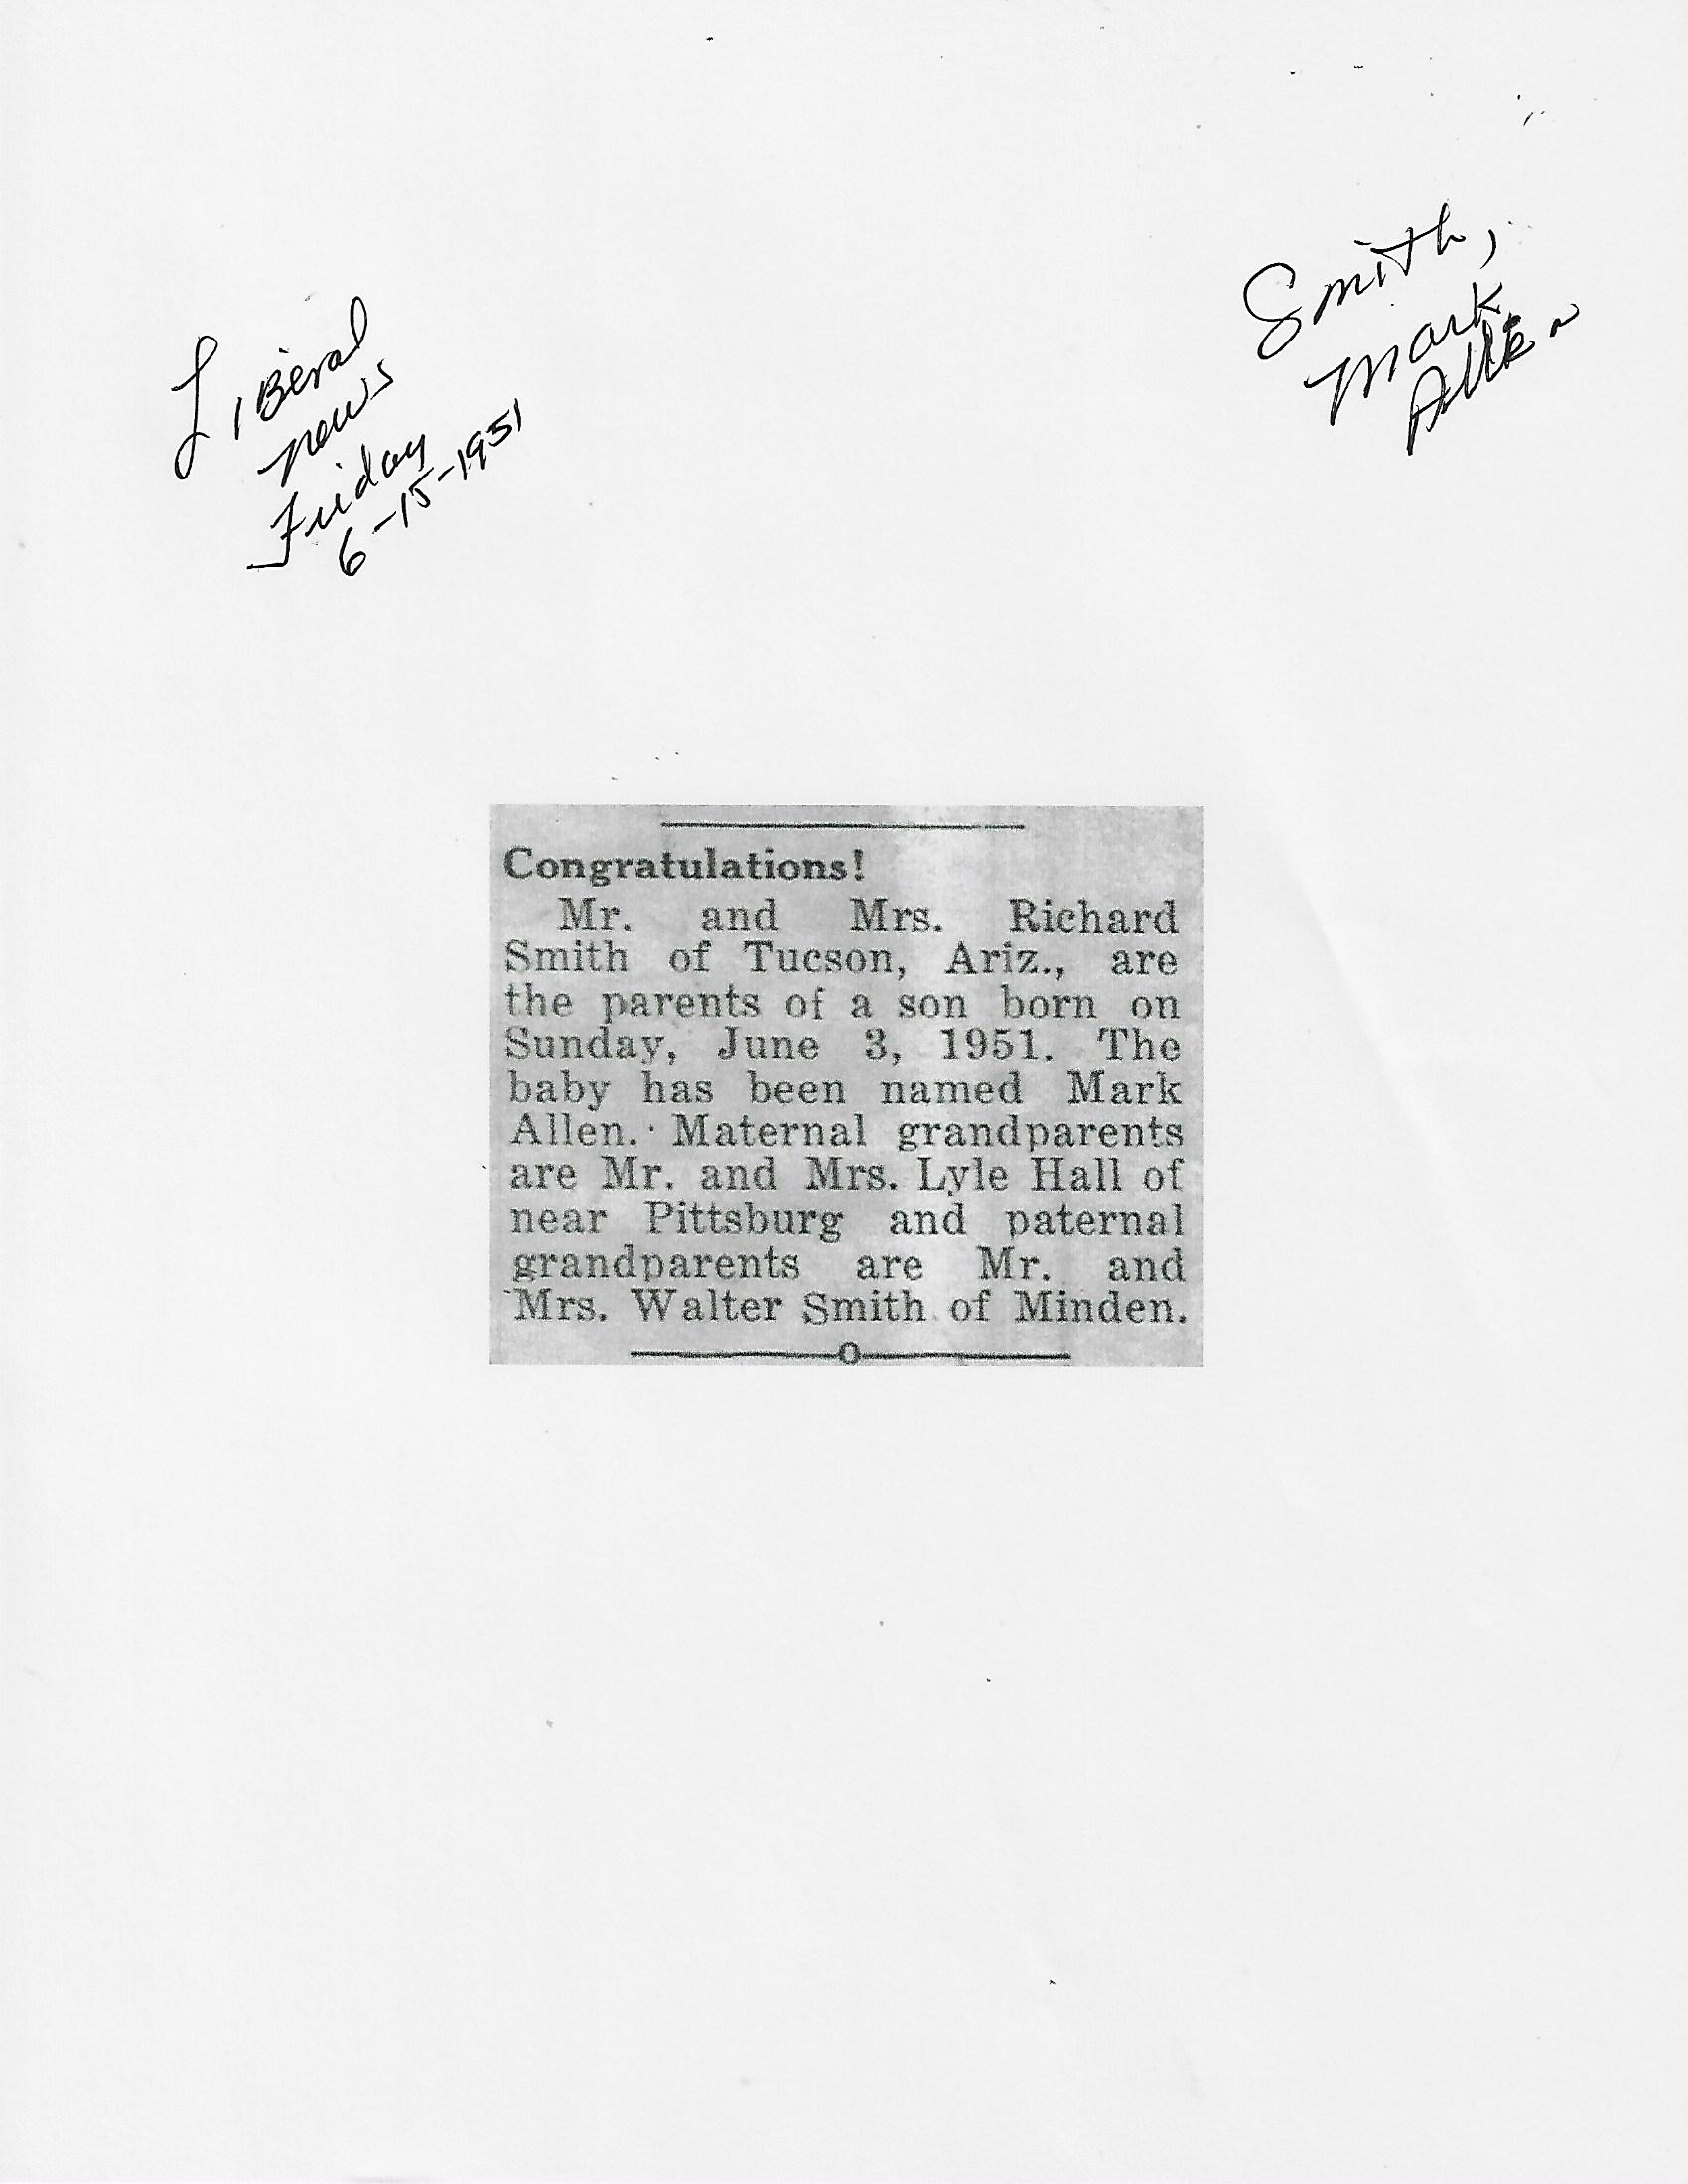 Smith,
Mark
Allen
Liberal
news
Friday
6-15-1951
Congratulations!
Mr. and Mrs. Richard
Smith of Tucson, Ariz., are
the parents of a son born on
Sunday, June 3, 1951. The
baby has been named Mark
Allen. Maternal grandparents
are Mr. and Mrs. Lyle Hall of
near Pittsburg and paternal
grandparents are Mr. and
Mrs. Walter Smith of Minden.